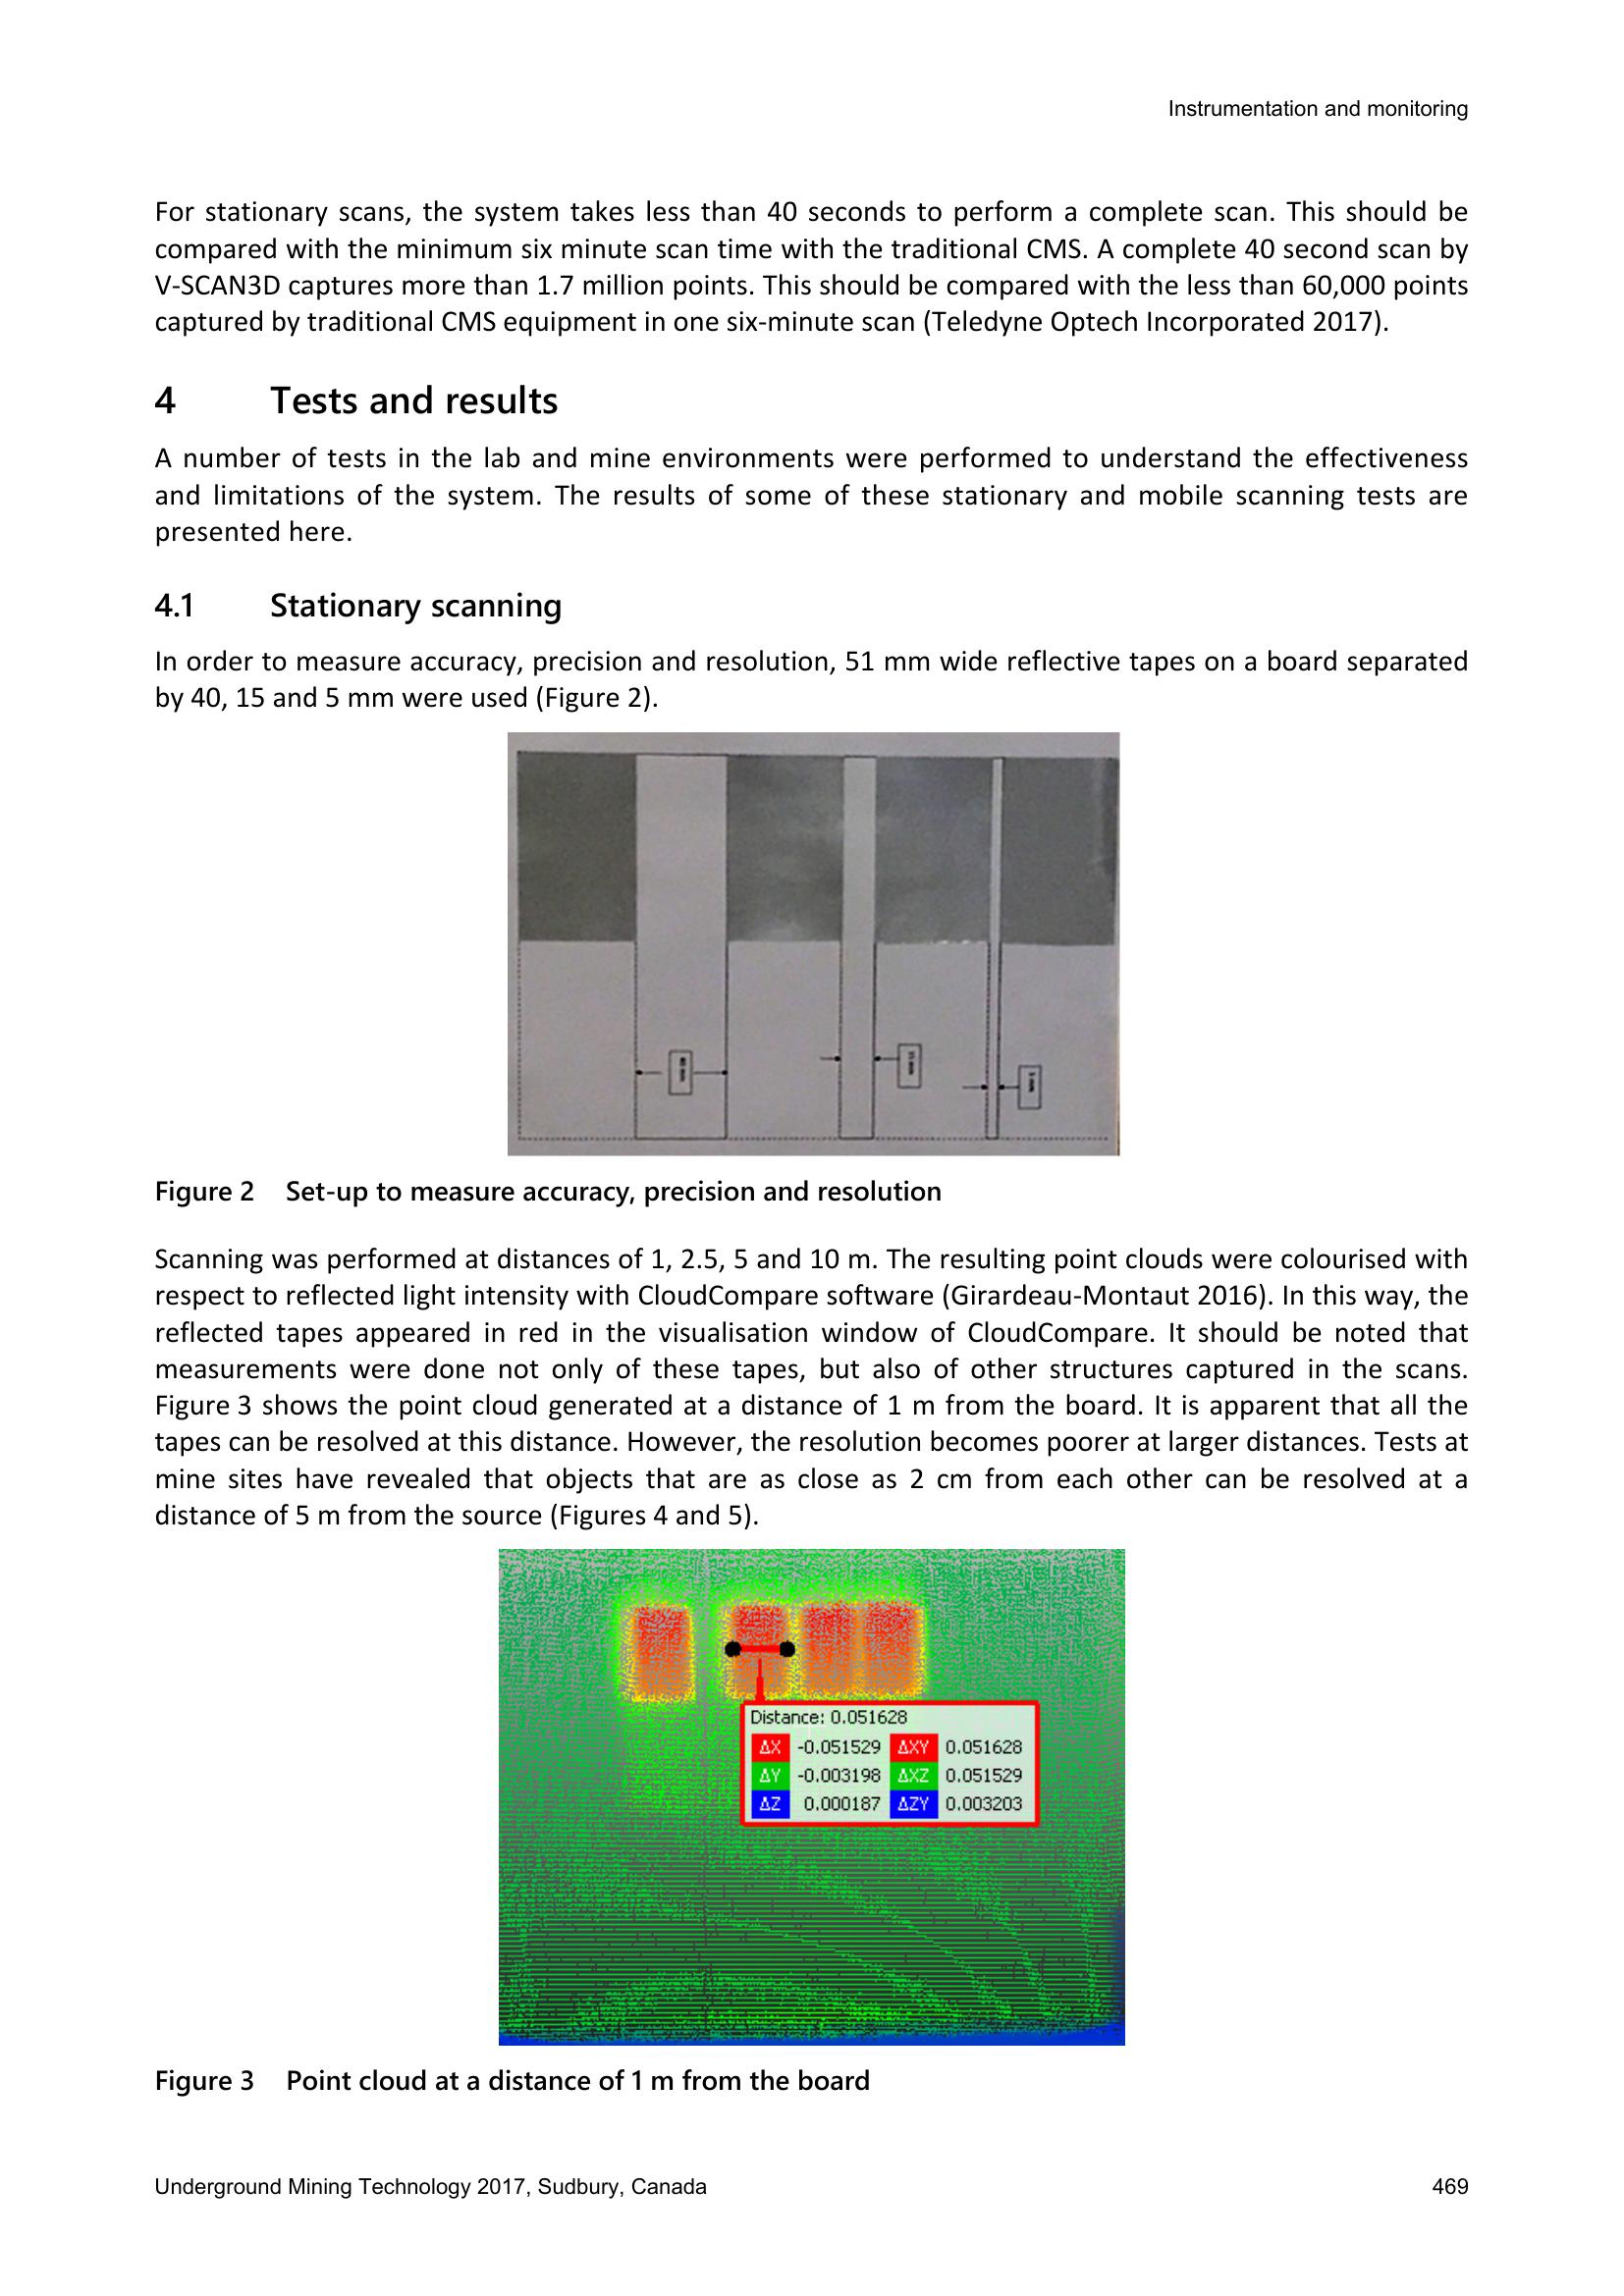 Instrumentation and monitoring
For stationary scans, the system takes less than 40 seconds to perform a complete scan. This should be
compared with the minimum six minute scan time with the traditional CMS. A complete 40 second scan by
V-SCAN3D captures more than 1.7 million points. This should be compared with the less than 60,000 points
captured by traditional CMS equipment in one six-minute scan (Teledyne Optech Incorporated 2017).
4 Tests and results
A number of tests in the lab and mine environments were performed to understand the effectiveness
and limitations of the system. The results of some of these stationary and mobile scanning tests are
presented here.
4.1 Stationary scanning
In order to measure accuracy, precision and resolution, 51 mm wide reflective tapes on a board separated
by 40, 15 and 5 mm were used (Figure 2).
40 mm
15 mm
5 mm
Figure 2 Set-up to measure accuracy, precision and resolution
Scanning was performed at distances of 1, 2.5, 5 and 10 m. The resulting point clouds were colourised with
respect to reflected light intensity with CloudCompare software (Girardeau-Montaut 2016). In this way, the
reflected tapes appeared in red in the visualisation window of CloudCompare. It should be noted that
measurements were done not only of these tapes, but also of other structures captured in the scans.
Figure 3 shows the point cloud generated at a distance of 1 m from the board. It is apparent that all the
tapes can be resolved at this distance. However, the resolution becomes poorer at larger distances. Tests at
mine sites have revealed that objects that are as close as 2 cm from each other can be resolved at a
distance of 5 m from the source (Figures 4 and 5).
Distance: 0.051628
ΔX -0.051529 ΔXY 0.051628
ΔY -0.003198 ΔXZ 0.051529
ΔZ 0.000187 ΔZY 0.003203
Figure 3 Point cloud at a distance of 1 m from the board
Underground Mining Technology 2017, Sudbury, Canada 469